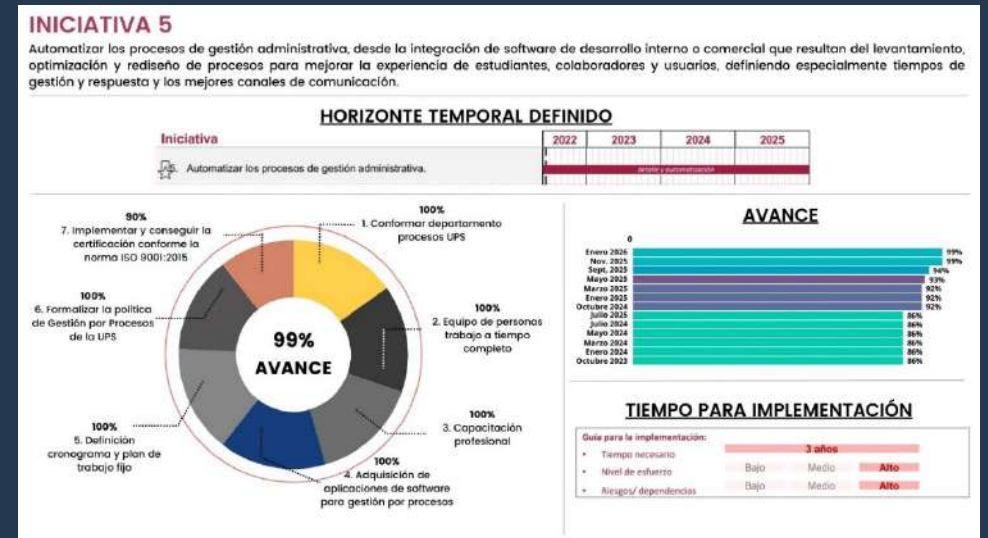 INICIATIVA 5
Automatizar los procesos de gestión administrativa, desde la integración de software de desarrollo interno o comercial que resultan del levantamiento,
optimización y rediseño de procesos para mejorar la experiencia de estudiantes, colaboradores y usuarios, definiendo especialmente tiempos de
gestión y respuesta y los mejores canales de comunicación.
HORIZONTE TEMPORAL DEFINIDO
Iniciativa 2022 2023 2024 2025
Automatizar los procesos de gestión administrativa.
automatización
90%
7. Implementar y conseguir la
certificación conforme la
norma ISO 9001:2015
100%
1. Conformar departamento
procesos UPS
100%
2. Equipo de personas
trabajo a tiempo
completo
100%
3. Capacitación
profesional
100%
4. Adquisición de
aplicaciones de software
para gestión por procesos
100%
5. Definición
cronograma y plan de
trabajo fijo
100%
6. Formalizar la política
de Gestión por Procesos
de la UPS
99%
AVANCE
AVANCE
0
Enero 2026 99%
Nov. 2025 99%
Sept. 2025 94%
Mayo 2025 93%
Marzo 2025 92%
Enero 2025 92%
Octubre 2024 92%
Julio 2025 86%
Julio 2024 86%
Mayo 2024 86%
Marzo 2024 86%
Enero 2024 86%
Octubre 2023 86%
TIEMPO PARA IMPLEMENTACIÓN
Guía para la implementación:
• Tiempo necesario 3 años
• Nivel de esfuerzo Bajo Medio Alto
• Riesgos/ dependencias Bajo Medio Alto